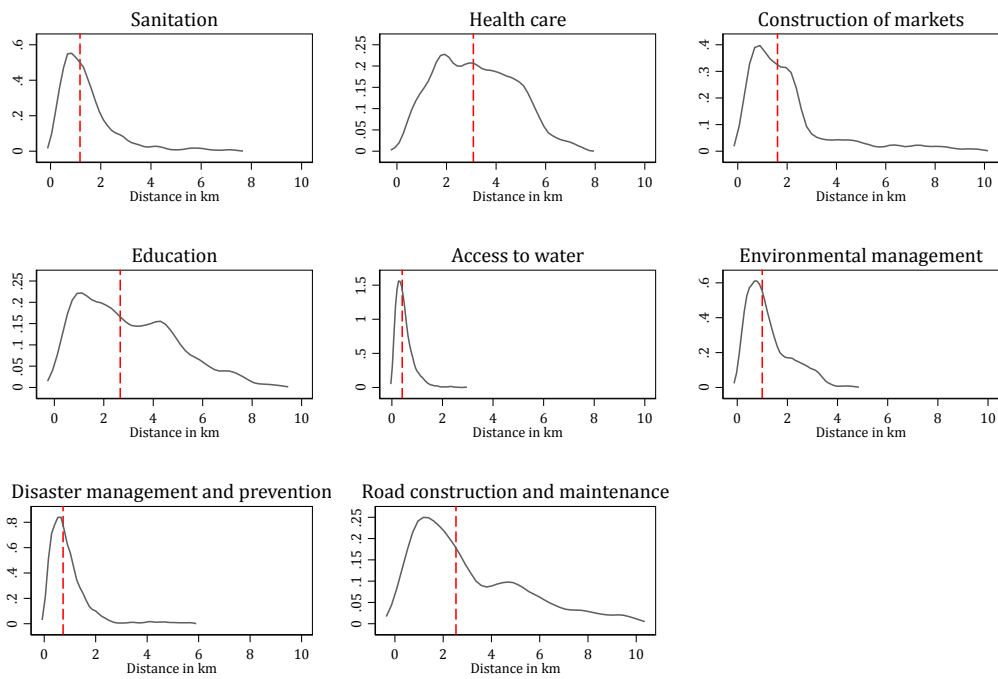 Sanitation
0 .2 .4 .6
0 2 4 6 8 10
Distance in km
Health care
0 .05 .1 .15 .2 .25
0 2 4 6 8 10
Distance in km
Construction of markets
0 .1 .2 .3 .4
0 2 4 6 8 10
Distance in km
Education
0 .05 .1 .15 .2 .25
0 2 4 6 8 10
Distance in km
Access to water
0 .5 1 1.5
0 2 4 6 8 10
Distance in km
Environmental management
0 .2 .4 .6
0 2 4 6 8 10
Distance in km
Disaster management and prevention
0 .2 .4 .6 .8
0 2 4 6 8 10
Distance in km
Road construction and maintenance
0 .05 .1 .15 .2 .25
0 2 4 6 8 10
Distance in km